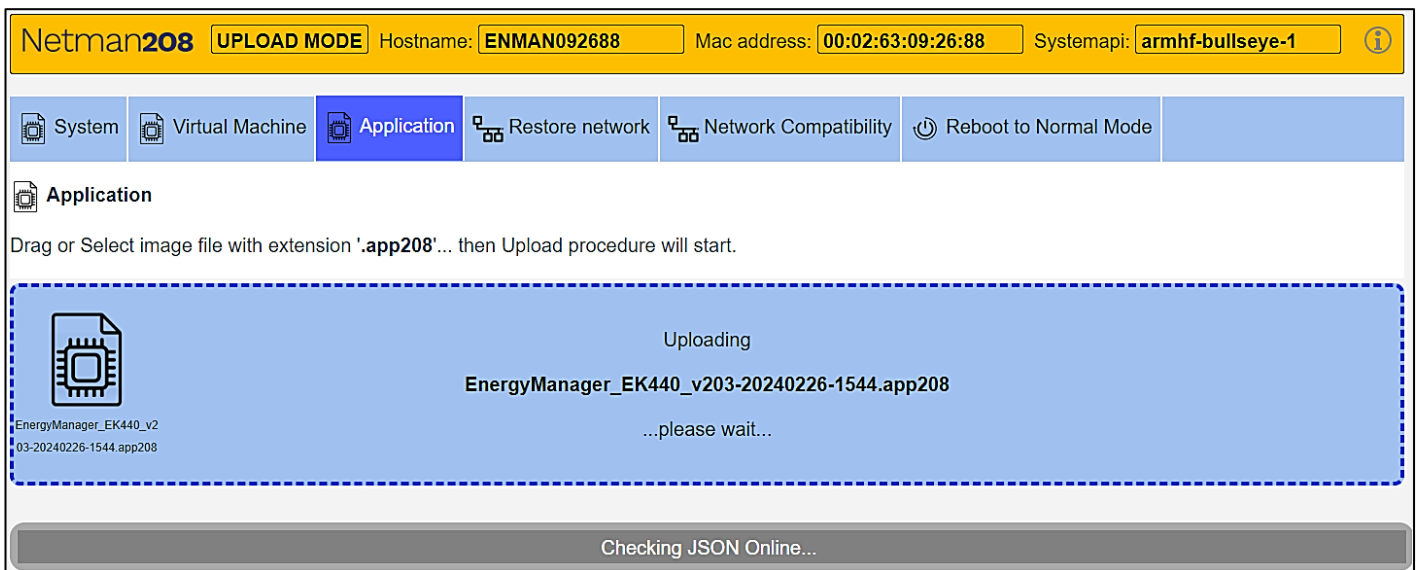 Netman208 UPLOAD MODE Hostname: ENMAN092688 Mac address: 00:02:63:09:26:88 Systemapi: armhf-bullseye-1
System Virtual Machine Application Restore network Network Compatibility Reboot to Normal Mode
Application
Drag or Select image file with extension '.app208'... then Upload procedure will start.
Uploading
EnergyManager_EK440_v203-20240226-1544.app208
...please wait...
EnergyManager_EK440_v2
03-20240226-1544.app208
Checking JSON Online...